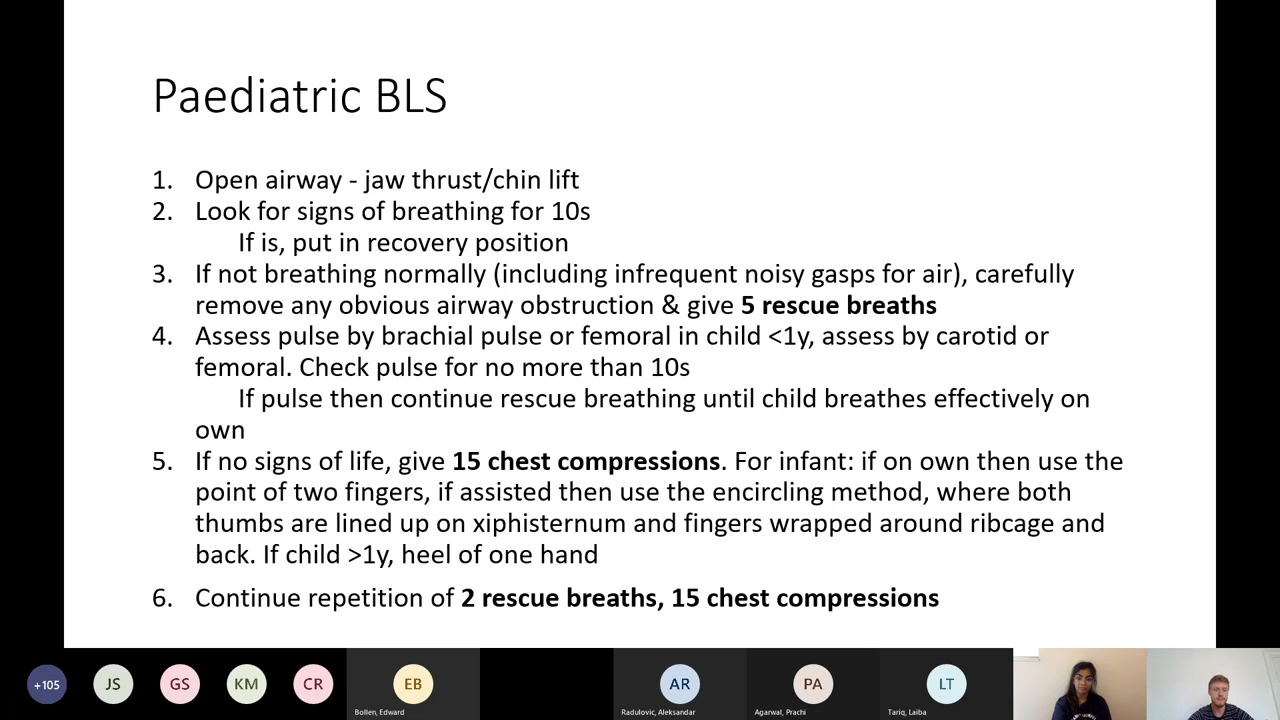 Paediatric BLS
1. Open airway - jaw thrust/chin lift
2. Look for signs of breathing for 10s
If is, put in recovery position
3. If not breathing normally (including infrequent noisy gasps for air), carefully
remove any obvious airway obstruction & give 5 rescue breaths
4. Assess pulse by brachial pulse or femoral in child <1y, assess by carotid or
femoral. Check pulse for no more than 10s
If pulse then continue rescue breathing until child breathes effectively on
own
5. If no signs of life, give 15 chest compressions. For infant: if on own then use the
point of two fingers, if assisted then use the encircling method, where both
thumbs are lined up on xiphisternum and fingers wrapped around ribcage and
back. If child >1y, heel of one hand
6. Continue repetition of 2 rescue breaths, 15 chest compressions
+105 JS GS KM CR EB AR PA LT
Bollen, Edward Radulovic, Aleksandar Agarwal, Prachi Tariq, Laiba